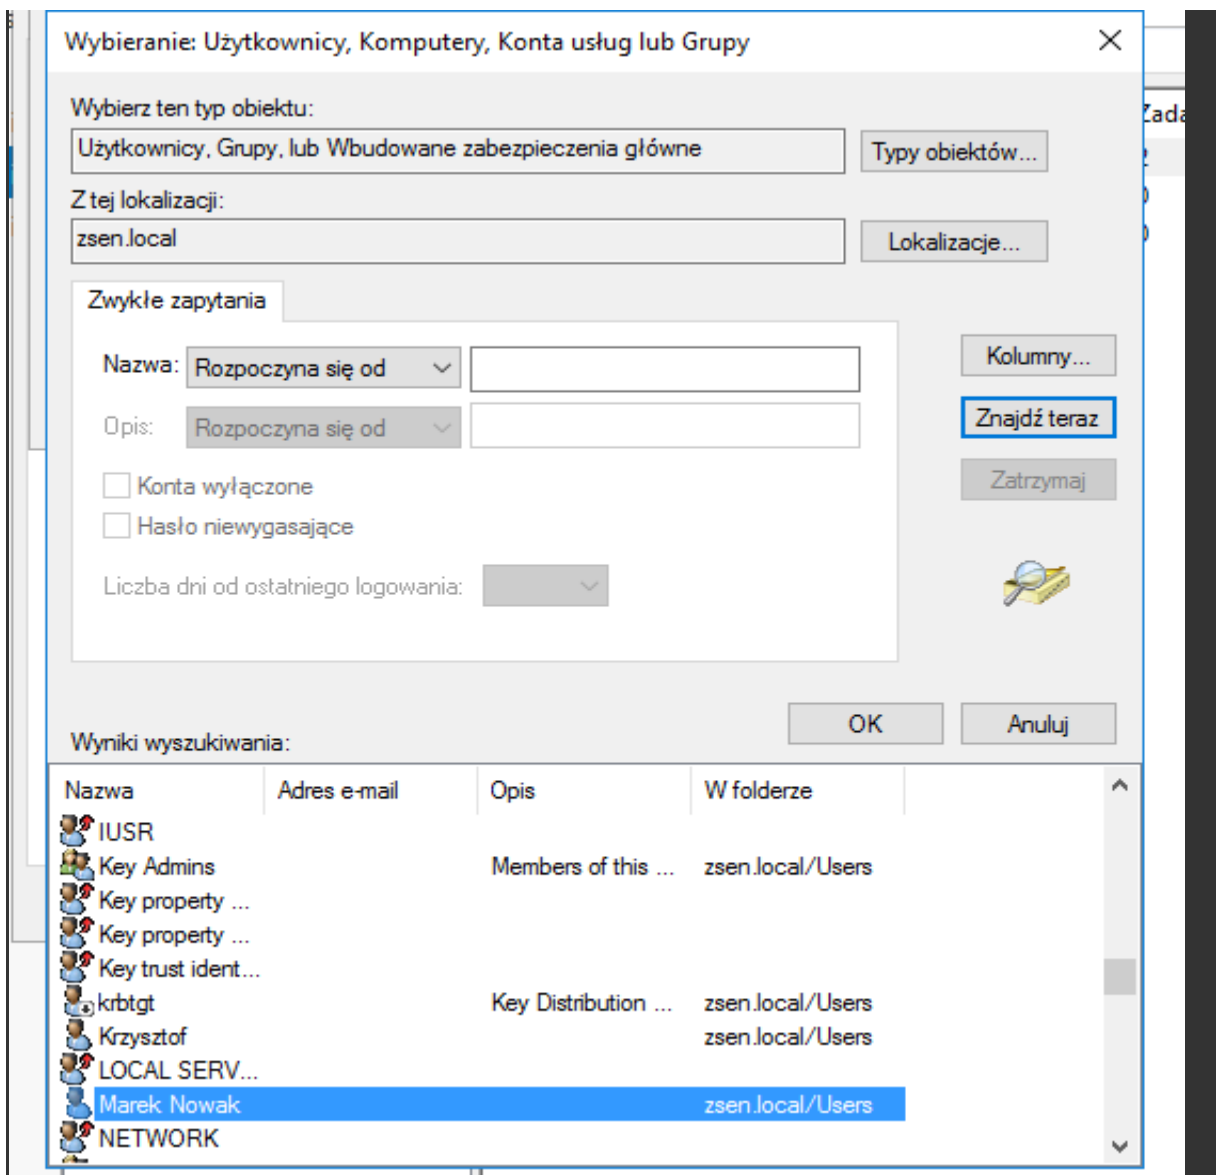 Wybieranie: Użytkownicy, Komputery, Konta usług lub Grupy
Wybierz ten typ obiektu:
Użytkownicy, Grupy, lub Wbudowane zabezpieczenia główne
Typy obiektów...
Z tej lokalizacji:
zsen.local
Lokalizacje...
Zwykłe zapytania
Nazwa: Rozpoczyna się od
Kolumny...
Opis: Rozpoczyna się od
Znajdź teraz
Konta wyłączone
Zatrzymaj
Hasło niewygasające
Liczba dni od ostatniego logowania:
OK Anuluj
Wyniki wyszukiwania:
Nazwa Adres e-mail Opis W folderze
IUSR
Key Admins Members of this ... zsen.local/Users
Key property ...
Key property ...
Key trust ident...
krbtgt Key Distribution ... zsen.local/Users
Krzysztof zsen.local/Users
LOCAL SERV...
Marek Nowak zsen.local/Users
NETWORK